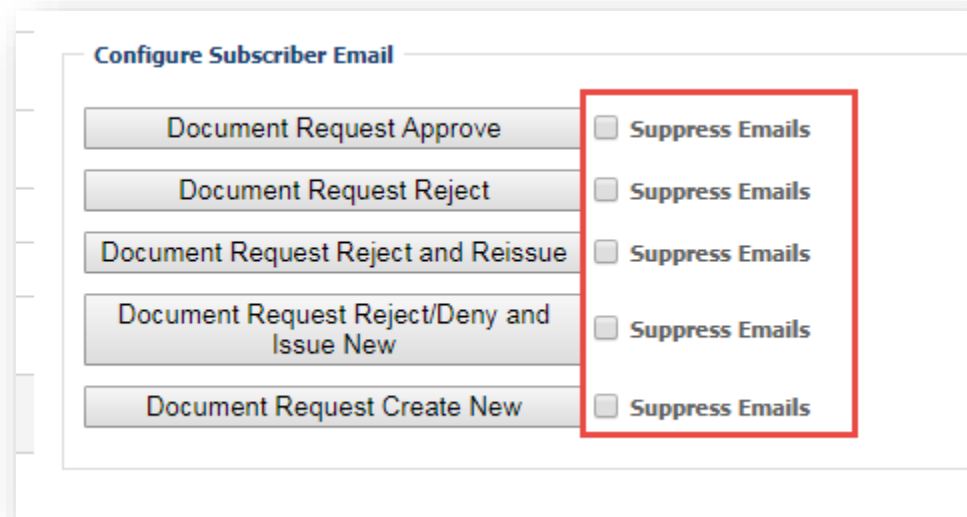 Configure Subscriber Email
Document Request Approve Suppress Emails
Document Request Reject Suppress Emails
Document Request Reject and Reissue Suppress Emails
Document Request Reject/Deny and
Issue New Suppress Emails
Document Request Create New Suppress Emails